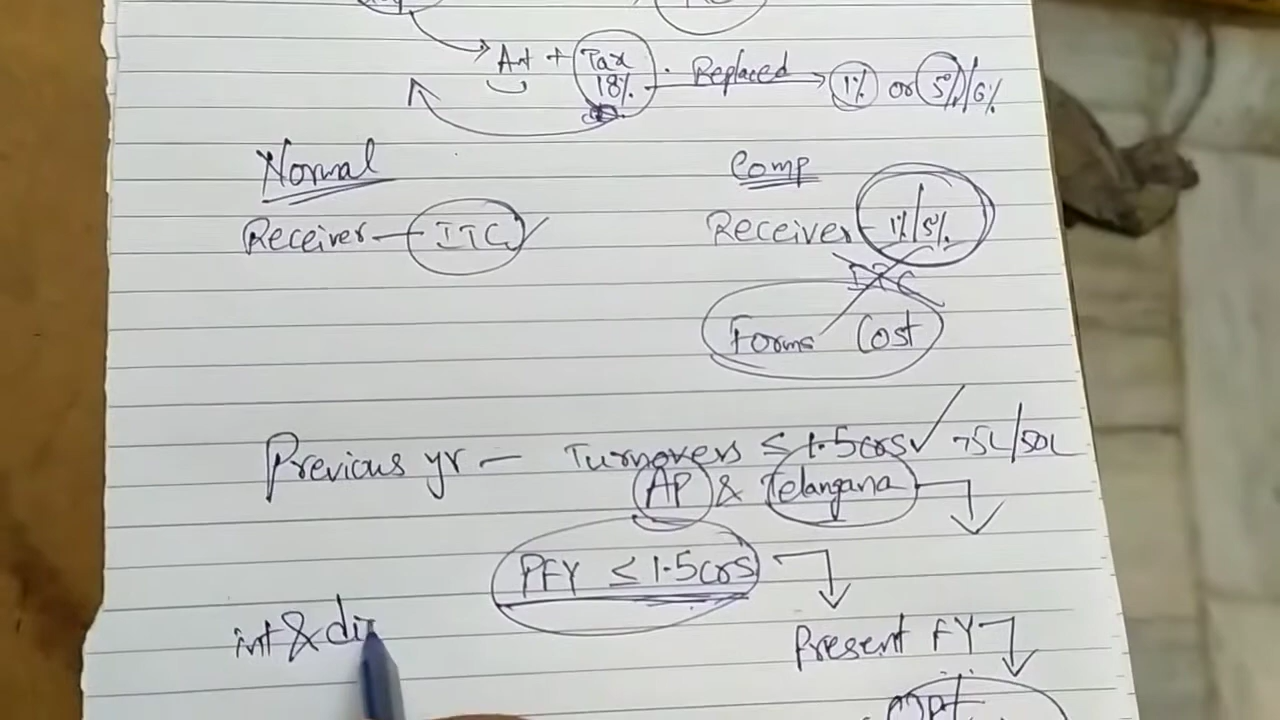 Amt + Tax
18% Replaced 1% or 5%/6%
Normal
Comp
Receiver — ITC
Receiver — 1%/5%
ITC
Forms Cost
Previous yr — Turnovers ≤ 1.5crs 75L/50L
AP & Telangana
PFY ≤ 1.5crs
int & di
Present FY